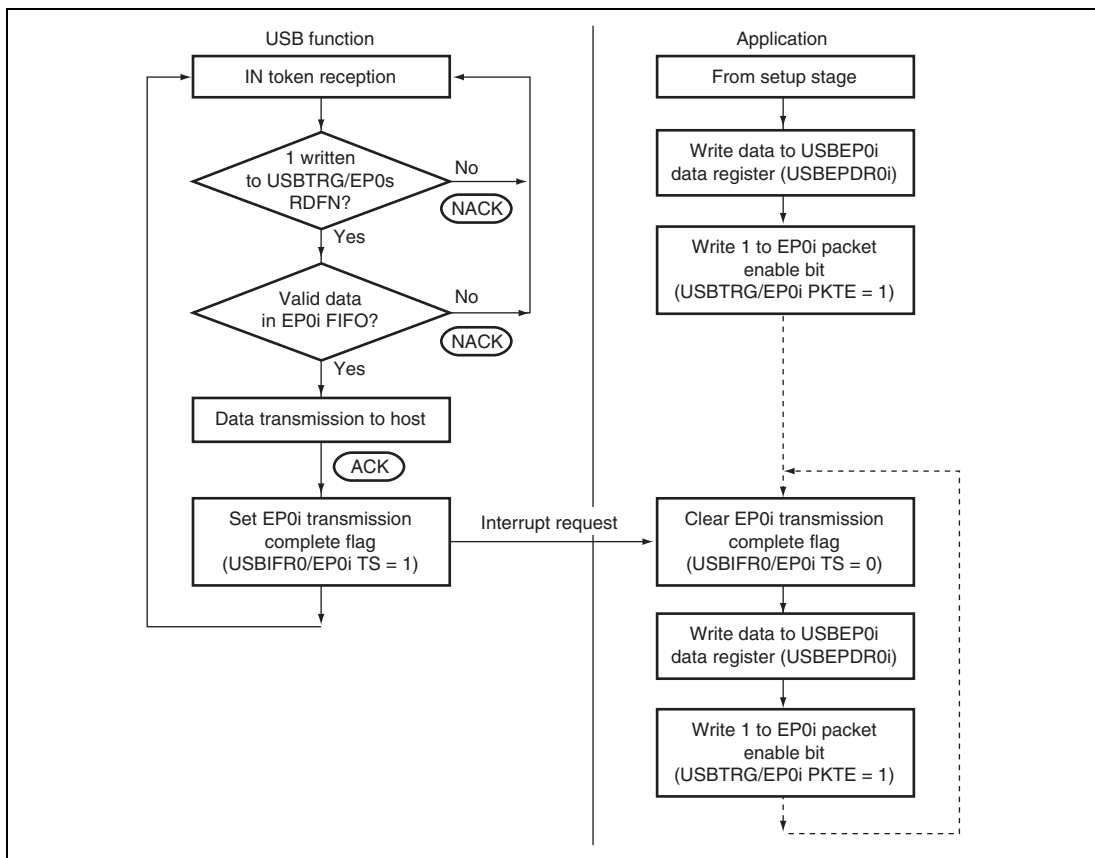 USB function
IN token reception
1 written
to USBTRG/EP0s
RDFN?
No
NACK
Yes
Valid data
in EP0i FIFO?
No
NACK
Yes
Data transmission to host
ACK
Set EP0i transmission
complete flag
(USBIFR0/EP0i TS = 1)
Interrupt request
Application
From setup stage
Write data to USBEP0i
data register (USBEPDR0i)
Write 1 to EP0i packet
enable bit
(USBTRG/EP0i PKTE = 1)
Clear EP0i transmission
complete flag
(USBIFR0/EP0i TS = 0)
Write data to USBEP0i
data register (USBEPDR0i)
Write 1 to EP0i packet
enable bit
(USBTRG/EP0i PKTE = 1)